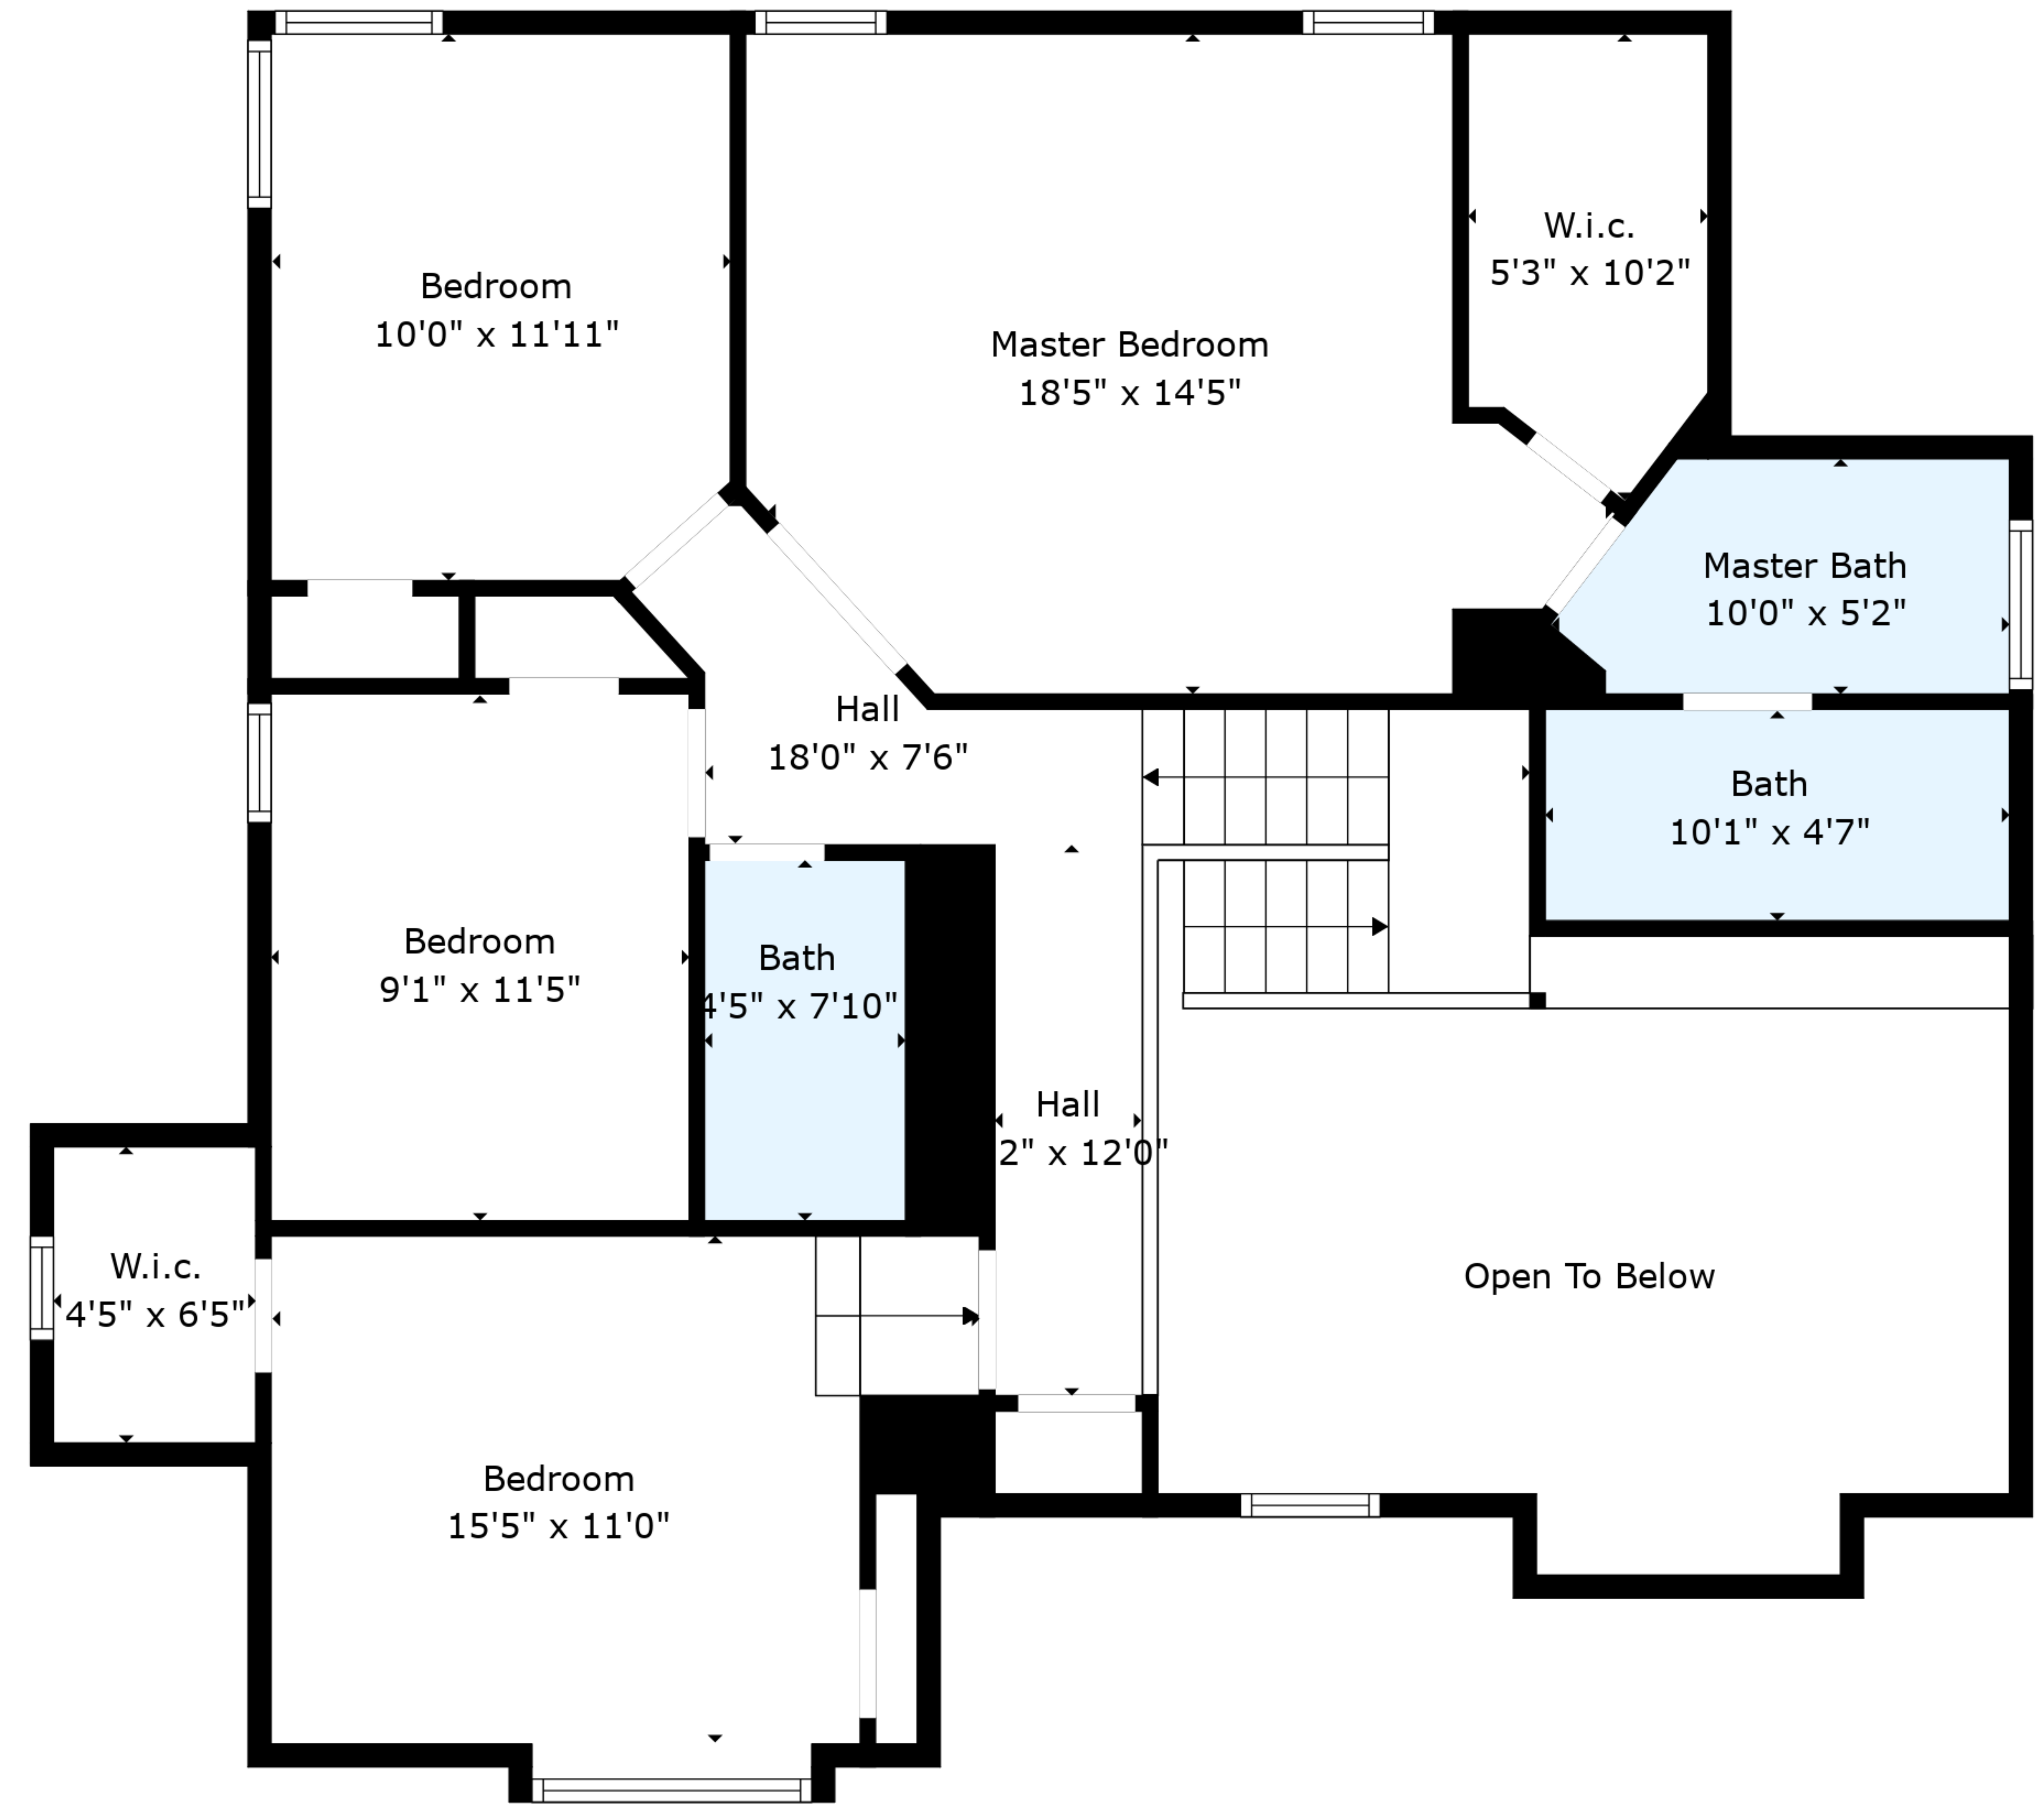 Bedroom
10'0" x 11'11"
Master Bedroom
18'5" x 14'5"
W.i.c.
5'3" x 10'2"
Master Bath
10'0" x 5'2"
Hall
18'0" x 7'6"
Bath
10'1" x 4'7"
Bedroom
9'1" x 11'5"
Bath
4'5" x 7'10"
Hall
2" x 12'0"
W.i.c.
4'5" x 6'5"
Open To Below
Bedroom
15'5" x 11'0"